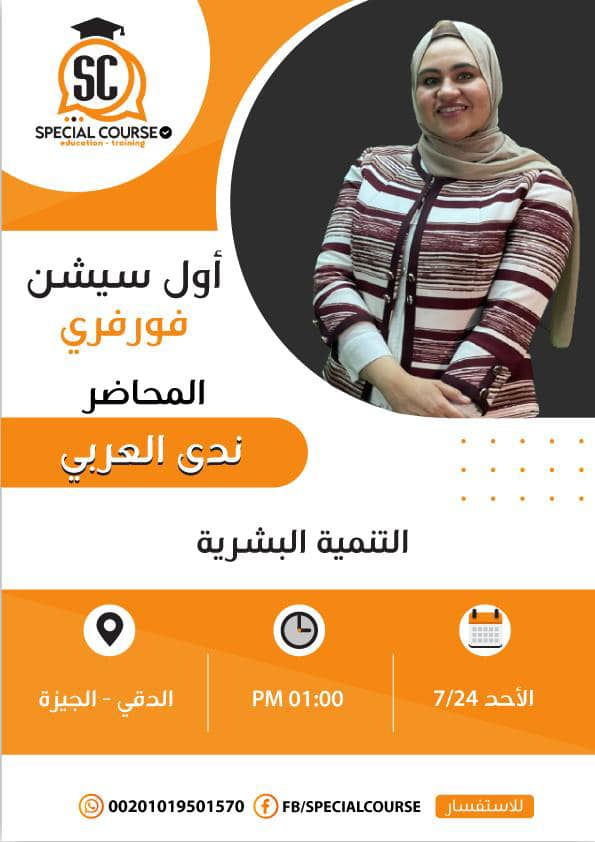 SC
SPECIAL COURSE
education - training
أول سيشن
فورفري
المحاضر
ندى العربي
التنمية البشرية
الأحد 7/24
01:00 PM
الدقي - الجيزة
للاستفسار
FB/SPECIALCOURSE
00201019501570